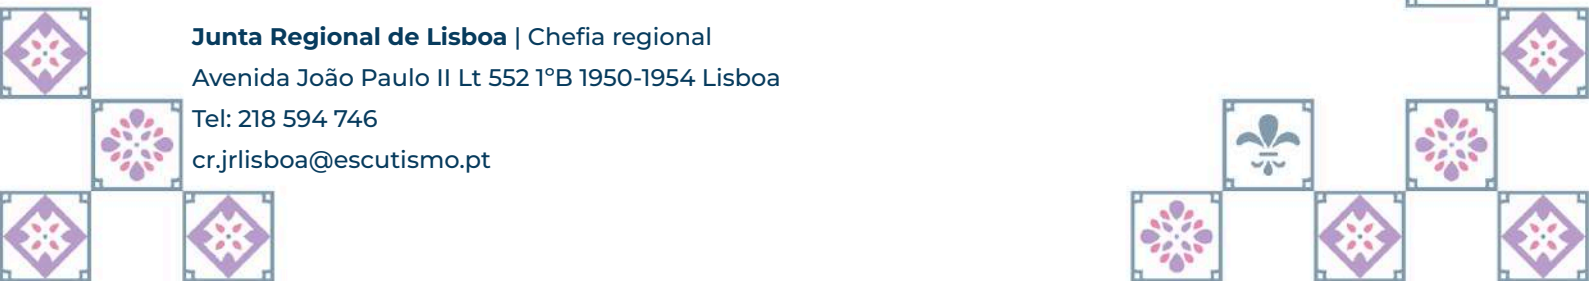 Junta Regional de Lisboa | Chefia regional
Avenida João Paulo II Lt 552 1ºB 1950-1954 Lisboa
Tel: 218 594 746
cr.jrlisboa@escutismo.pt